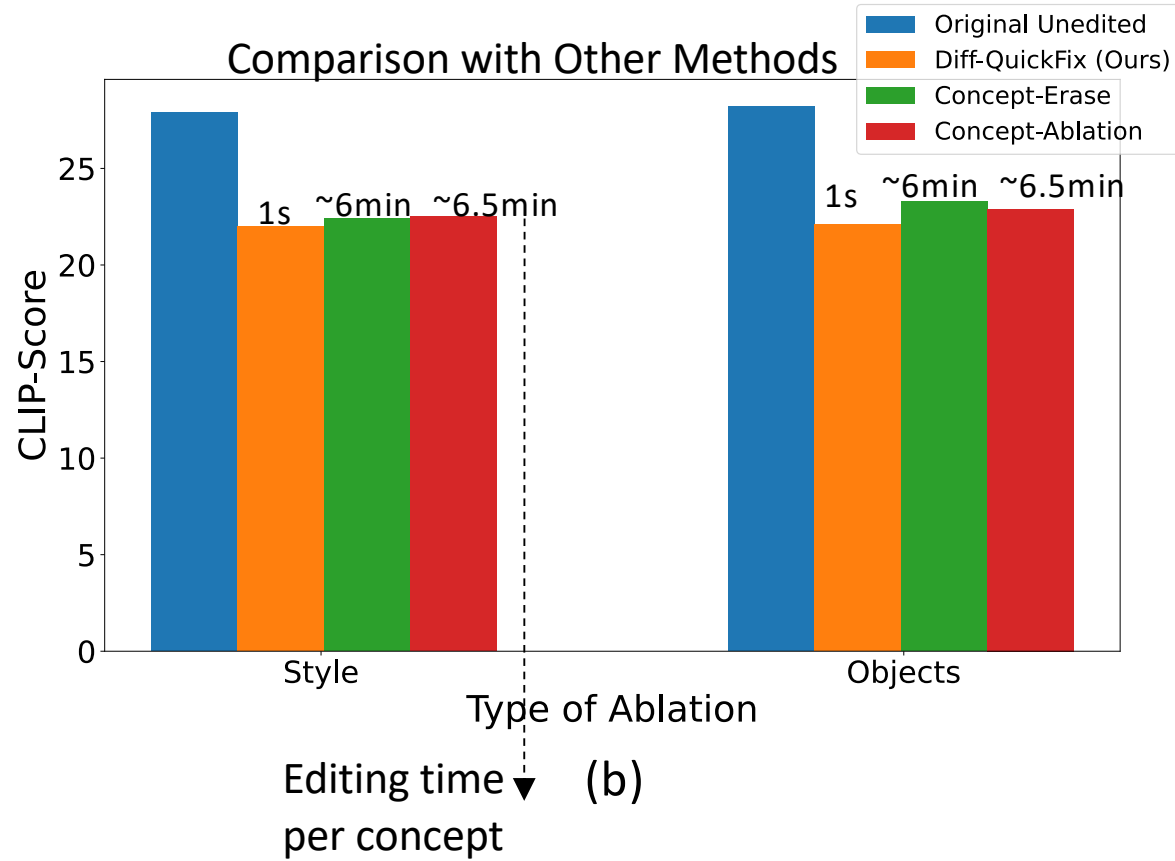 Comparison with Other Methods
Original Unedited
Diff-QuickFix (Ours)
Concept-Erase
Concept-Ablation
CLIP-Score
25
20
15
10
5
0
1s
~6min
~6.5min
1s
~6min
~6.5min
Style
Objects
Type of Ablation
Editing time
per concept
(b)